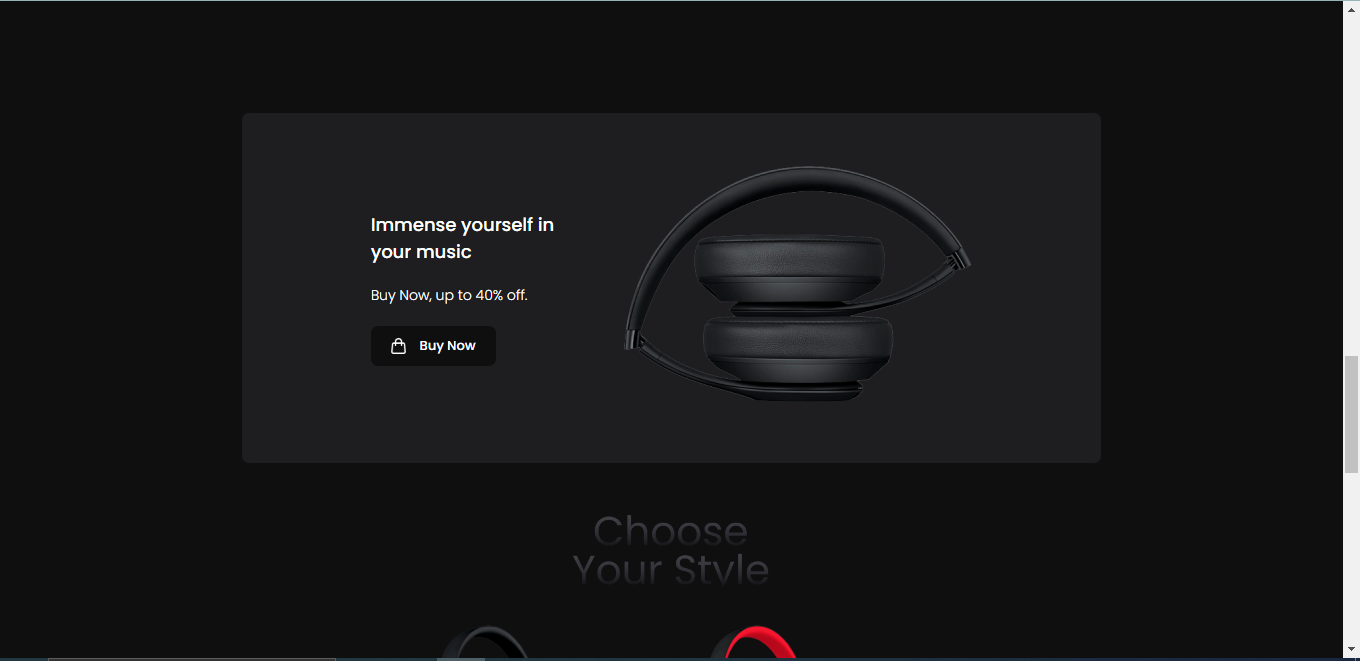 Immense yourself in
your music
Buy Now, up to 40% off.
Buy Now
Choose
Your Style